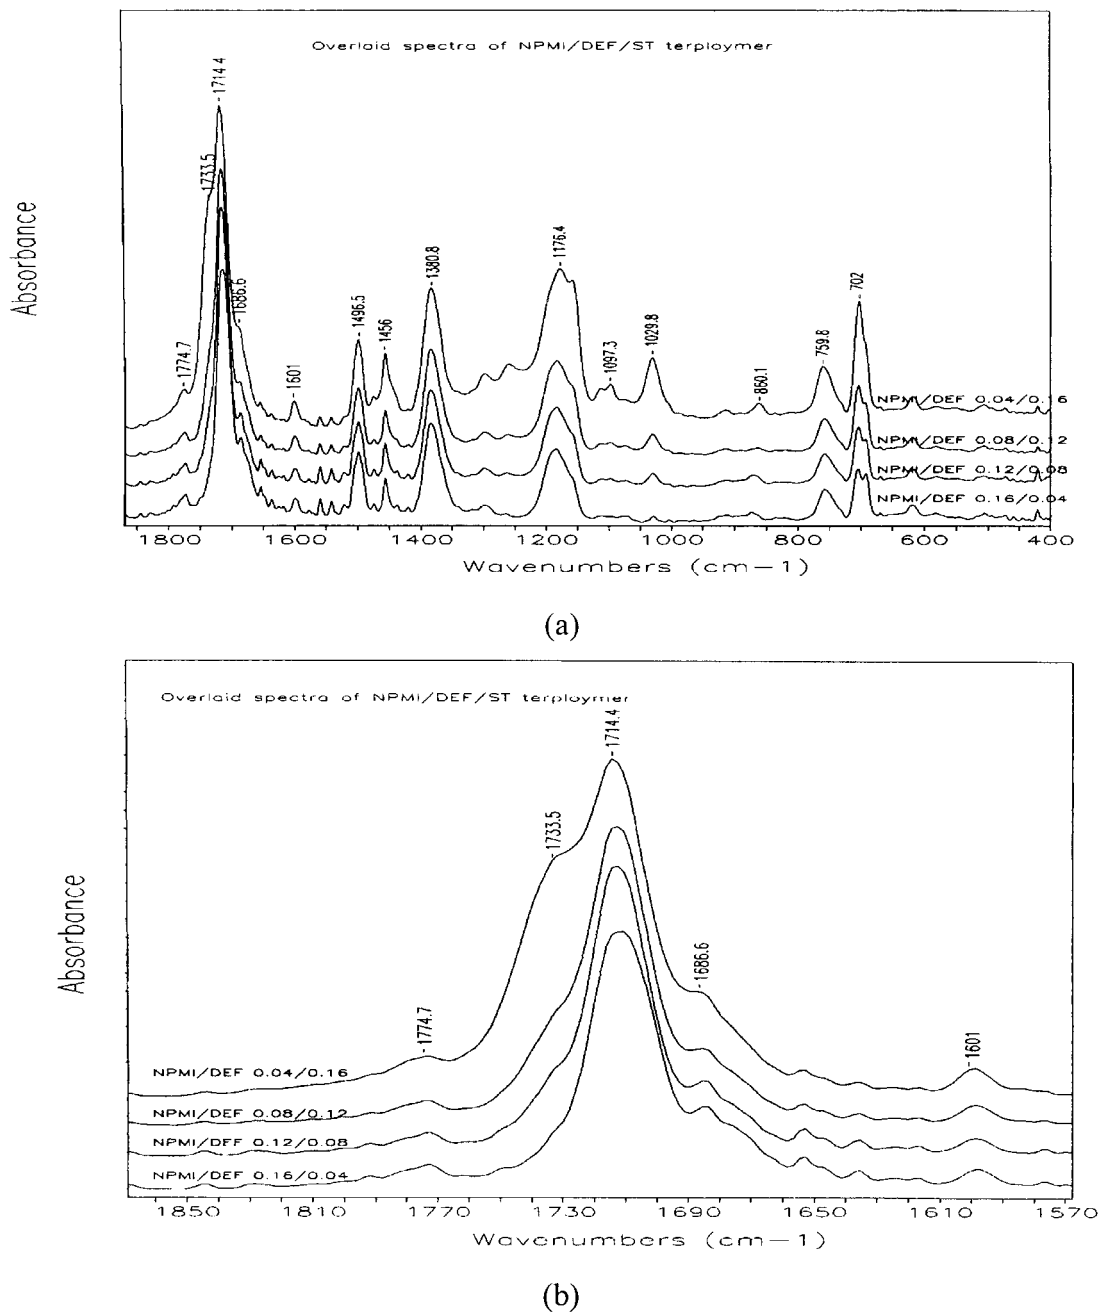 Overlaid spectra of NPMI/DEF/ST terploymer
Absorbance
-1774.7
1733.5
-1714.4
-1686.6
-1601
-1496.5
-1456
-1380.8
-1176.4
-1097.3
-1029.8
-860.1
-759.8
702
NPMI/DEF 0.04/0.16
NPMI/DEF 0.08/0.12
NPMI/DEF 0.12/0.08
NPMI/DEF 0.16/0.04
1800 1600 1400 1200 1000 800 600 400
Wavenumbers (cm-1)
(a)
Overlaid spectra of NPMI/DEF/ST terploymer
Absorbance
-1774.7
-1733.5
-1714.4
-1686.6
-1601
NPMI/DEF 0.04/0.16
NPMI/DEF 0.08/0.12
NPMI/DEF 0.12/0.08
NPMI/DEF 0.16/0.04
1850 1810 1770 1730 1690 1650 1610 1570
Wavenumbers (cm-1)
(b)